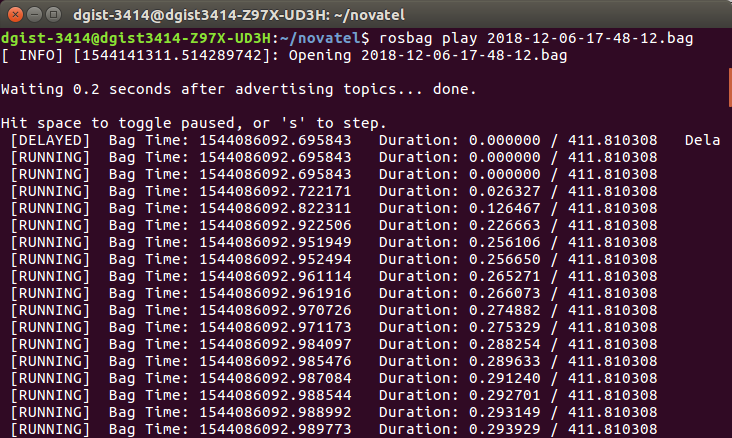 dgist-3414@dgist3414-Z97X-UD3H: ~/novatel
dgist-3414@dgist3414-Z97X-UD3H:~/novatel$ rosbag play 2018-12-06-17-48-12.bag
[ INFO] [1544141311.514289742]: Opening 2018-12-06-17-48-12.bag
Waiting 0.2 seconds after advertising topics... done.
Hit space to toggle paused, or 's' to step.
[DELAYED]  Bag Time: 1544086092.695843   Duration: 0.000000 / 411.810308   Dela
[RUNNING]  Bag Time: 1544086092.695843   Duration: 0.000000 / 411.810308
[RUNNING]  Bag Time: 1544086092.695843   Duration: 0.000000 / 411.810308
[RUNNING]  Bag Time: 1544086092.722171   Duration: 0.026327 / 411.810308
[RUNNING]  Bag Time: 1544086092.822311   Duration: 0.126467 / 411.810308
[RUNNING]  Bag Time: 1544086092.922506   Duration: 0.226663 / 411.810308
[RUNNING]  Bag Time: 1544086092.951949   Duration: 0.256106 / 411.810308
[RUNNING]  Bag Time: 1544086092.952494   Duration: 0.256650 / 411.810308
[RUNNING]  Bag Time: 1544086092.961114   Duration: 0.265271 / 411.810308
[RUNNING]  Bag Time: 1544086092.961916   Duration: 0.266073 / 411.810308
[RUNNING]  Bag Time: 1544086092.970726   Duration: 0.274882 / 411.810308
[RUNNING]  Bag Time: 1544086092.971173   Duration: 0.275329 / 411.810308
[RUNNING]  Bag Time: 1544086092.984097   Duration: 0.288254 / 411.810308
[RUNNING]  Bag Time: 1544086092.985476   Duration: 0.289633 / 411.810308
[RUNNING]  Bag Time: 1544086092.987084   Duration: 0.291240 / 411.810308
[RUNNING]  Bag Time: 1544086092.988544   Duration: 0.292701 / 411.810308
[RUNNING]  Bag Time: 1544086092.988992   Duration: 0.293149 / 411.810308
[RUNNING]  Bag Time: 1544086092.989773   Duration: 0.293929 / 411.810308